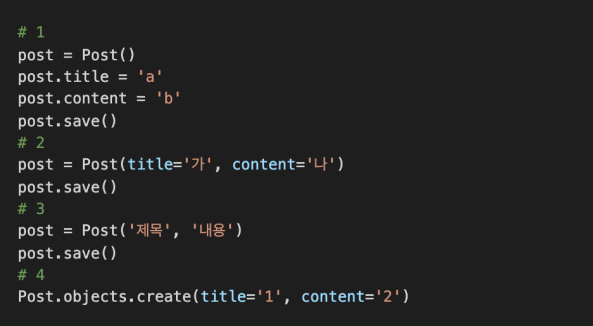 # 1
post = Post()
post.title = 'a'
post.content = 'b'
post.save()
# 2
post = Post(title='가', content='나')
post.save()
# 3
post = Post('제목', '내용')
post.save()
# 4
Post.objects.create(title='1', content='2')